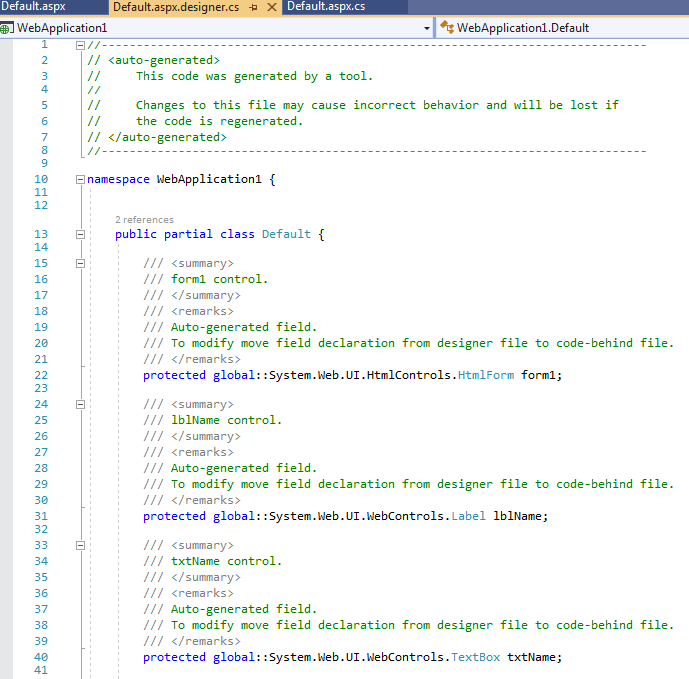 Default.aspx Default.aspx.designer.cs Default.aspx.cs
WebApplication1 WebApplication1.Default
1 //------------------------------------------------------------------------------
2 // <auto-generated>
3 //     This code was generated by a tool.
4 //
5 //     Changes to this file may cause incorrect behavior and will be lost if
6 //     the code is regenerated.
7 // </auto-generated>
8 //------------------------------------------------------------------------------
9
10 namespace WebApplication1 {
11
12
2 references
13     public partial class Default {
14
15         /// <summary>
16         /// form1 control.
17         /// </summary>
18         /// <remarks>
19         /// Auto-generated field.
20         /// To modify move field declaration from designer file to code-behind file.
21         /// </remarks>
22         protected global::System.Web.UI.HtmlControls.HtmlForm form1;
23
24         /// <summary>
25         /// lblName control.
26         /// </summary>
27         /// <remarks>
28         /// Auto-generated field.
29         /// To modify move field declaration from designer file to code-behind file.
30         /// </remarks>
31         protected global::System.Web.UI.WebControls.Label lblName;
32
33         /// <summary>
34         /// txtName control.
35         /// </summary>
36         /// <remarks>
37         /// Auto-generated field.
38         /// To modify move field declaration from designer file to code-behind file.
39         /// </remarks>
40         protected global::System.Web.UI.WebControls.TextBox txtName;
41